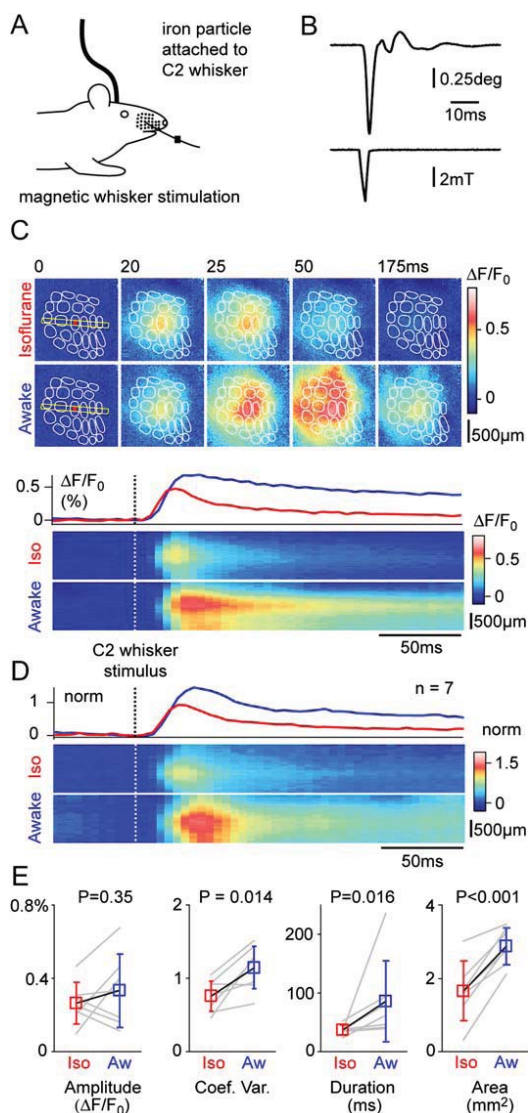 A
iron particle
attached to
C2 whisker
magnetic whisker stimulation
B
0.25deg
10ms
2mT
C
0 20 25 50 175ms
Isoflurane
Awake
ΔF/F0
0.5
0
500µm
ΔF/F0
(%)
0.5
0
Iso
Awake
ΔF/F0
0.5
0
500µm
50ms
C2 whisker
stimulus
D
norm
n = 7
1
0
Iso
Awake
norm
1.5
0
500µm
50ms
E
P=0.35 P = 0.014 P=0.016 P<0.001
0.8%
0.4
0
Iso Aw
Amplitude
(ΔF/F0)
2
1
0
Iso Aw
Coef. Var.
200
100
0
Iso Aw
Duration
(ms)
4
2
0
Iso Aw
Area
(mm²)